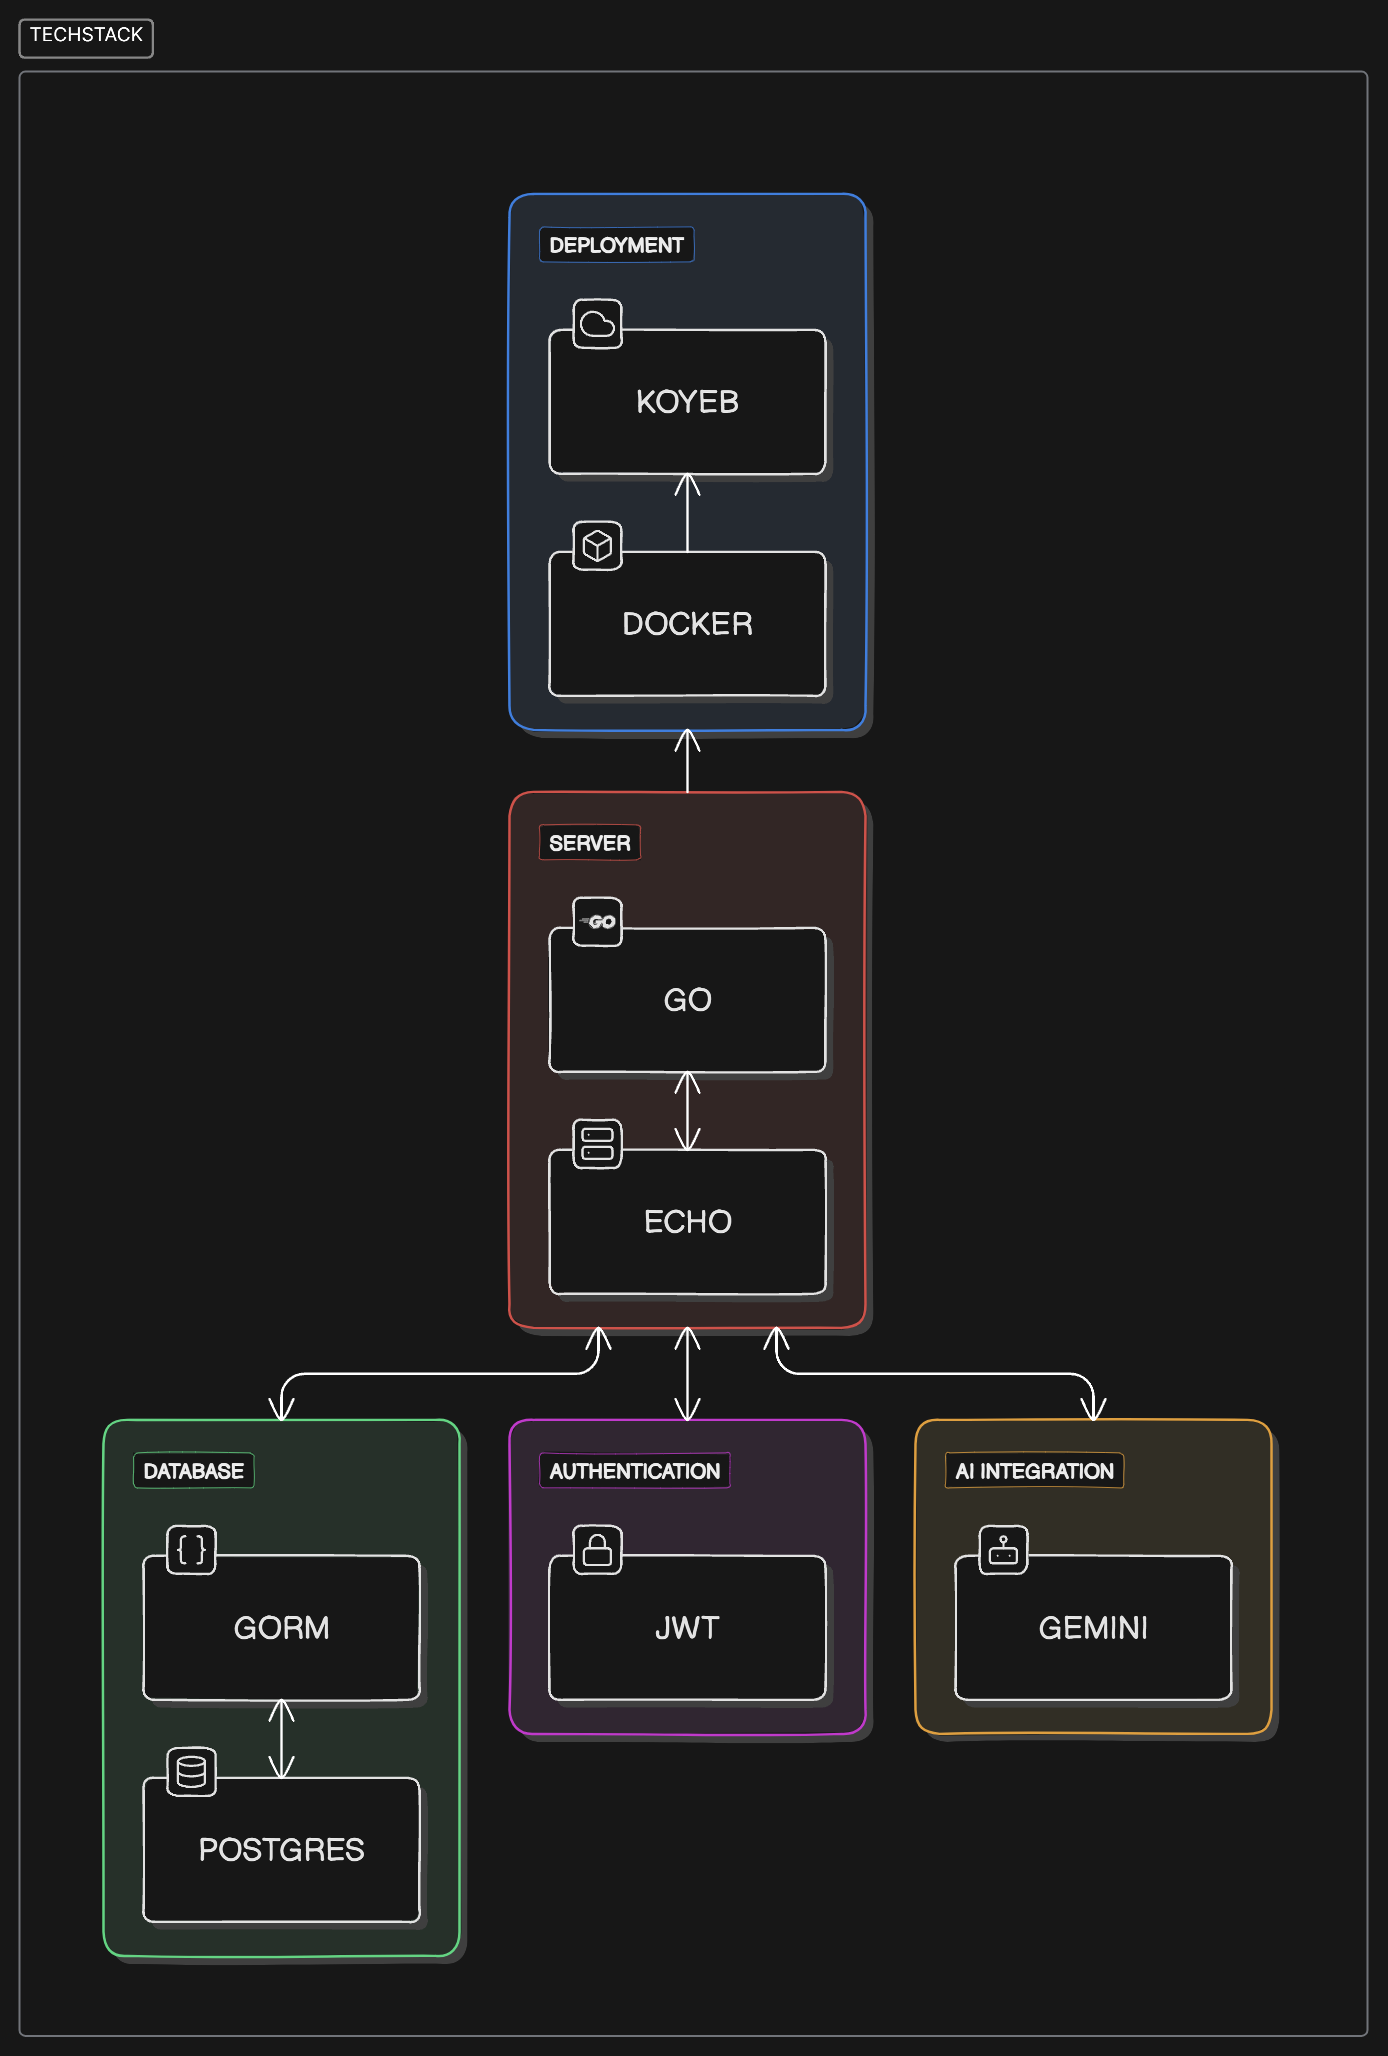 TECHSTACK
DEPLOYMENT
KOYEB
DOCKER
SERVER
GO
GO
ECHO
DATABASE
GORM
POSTGRES
AUTHENTICATION
JWT
AI INTEGRATION
GEMINI